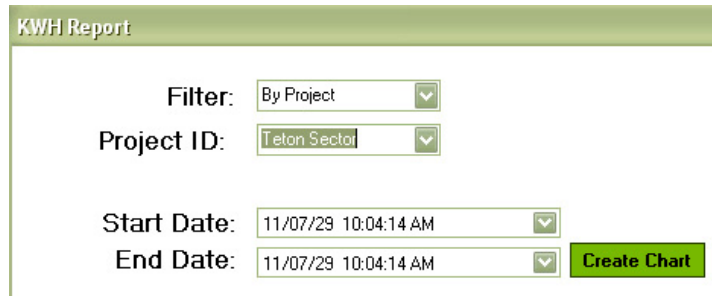 KWH Report
Filter: By Project
Project ID: Teton Sector
Start Date: 11/07/29 10:04:14 AM
End Date: 11/07/29 10:04:14 AM Create Chart